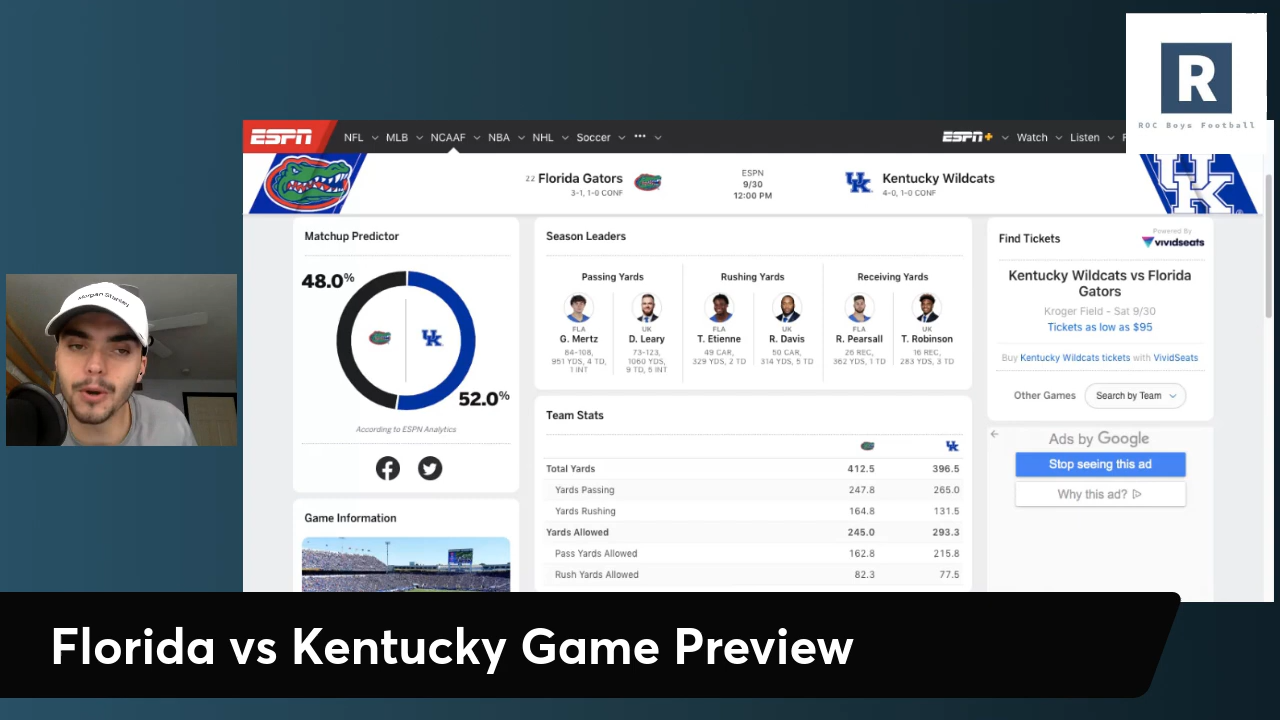 R
ROC Boys Football
ESPN
NFL MLB NCAAF NBA NHL Soccer ••• ESPN+ Watch Listen
22 Florida Gators
3-1, 1-0 CONF
ESPN
9/30
12:00 PM
UK
Kentucky Wildcats
4-0, 1-0 CONF
UK
Matchup Predictor
48.0%
UK
52.0%
According to ESPN Analytics
Game Information
Season Leaders
Passing Yards
Rushing Yards
Receiving Yards
FLA
G. Mertz
84-108,
951 YDS, 4 TD,
1 INT
UK
D. Leary
73-123,
1060 YDS,
9 TD, 5 INT
FLA
T. Etienne
49 CAR,
329 YDS, 2 TD
UK
R. Davis
50 CAR,
314 YDS, 5 TD
FLA
R. Pearsall
26 REC,
362 YDS, 1 TD
UK
T. Robinson
16 REC,
283 YDS, 3 TD
Team Stats
UK
Total Yards 412.5 396.5
Yards Passing 247.8 265.0
Yards Rushing 164.8 131.5
Yards Allowed 245.0 293.3
Pass Yards Allowed 162.8 215.8
Rush Yards Allowed 82.3 77.5
Find Tickets
Powered By
vividseats
Kentucky Wildcats vs Florida
Gators
Kroger Field - Sat 9/30
Tickets as low as $95
Buy Kentucky Wildcats tickets with VividSeats
Other Games Search by Team
Ads by Google
Stop seeing this ad
Why this ad?
Morgan Stanley
Florida vs Kentucky Game Preview